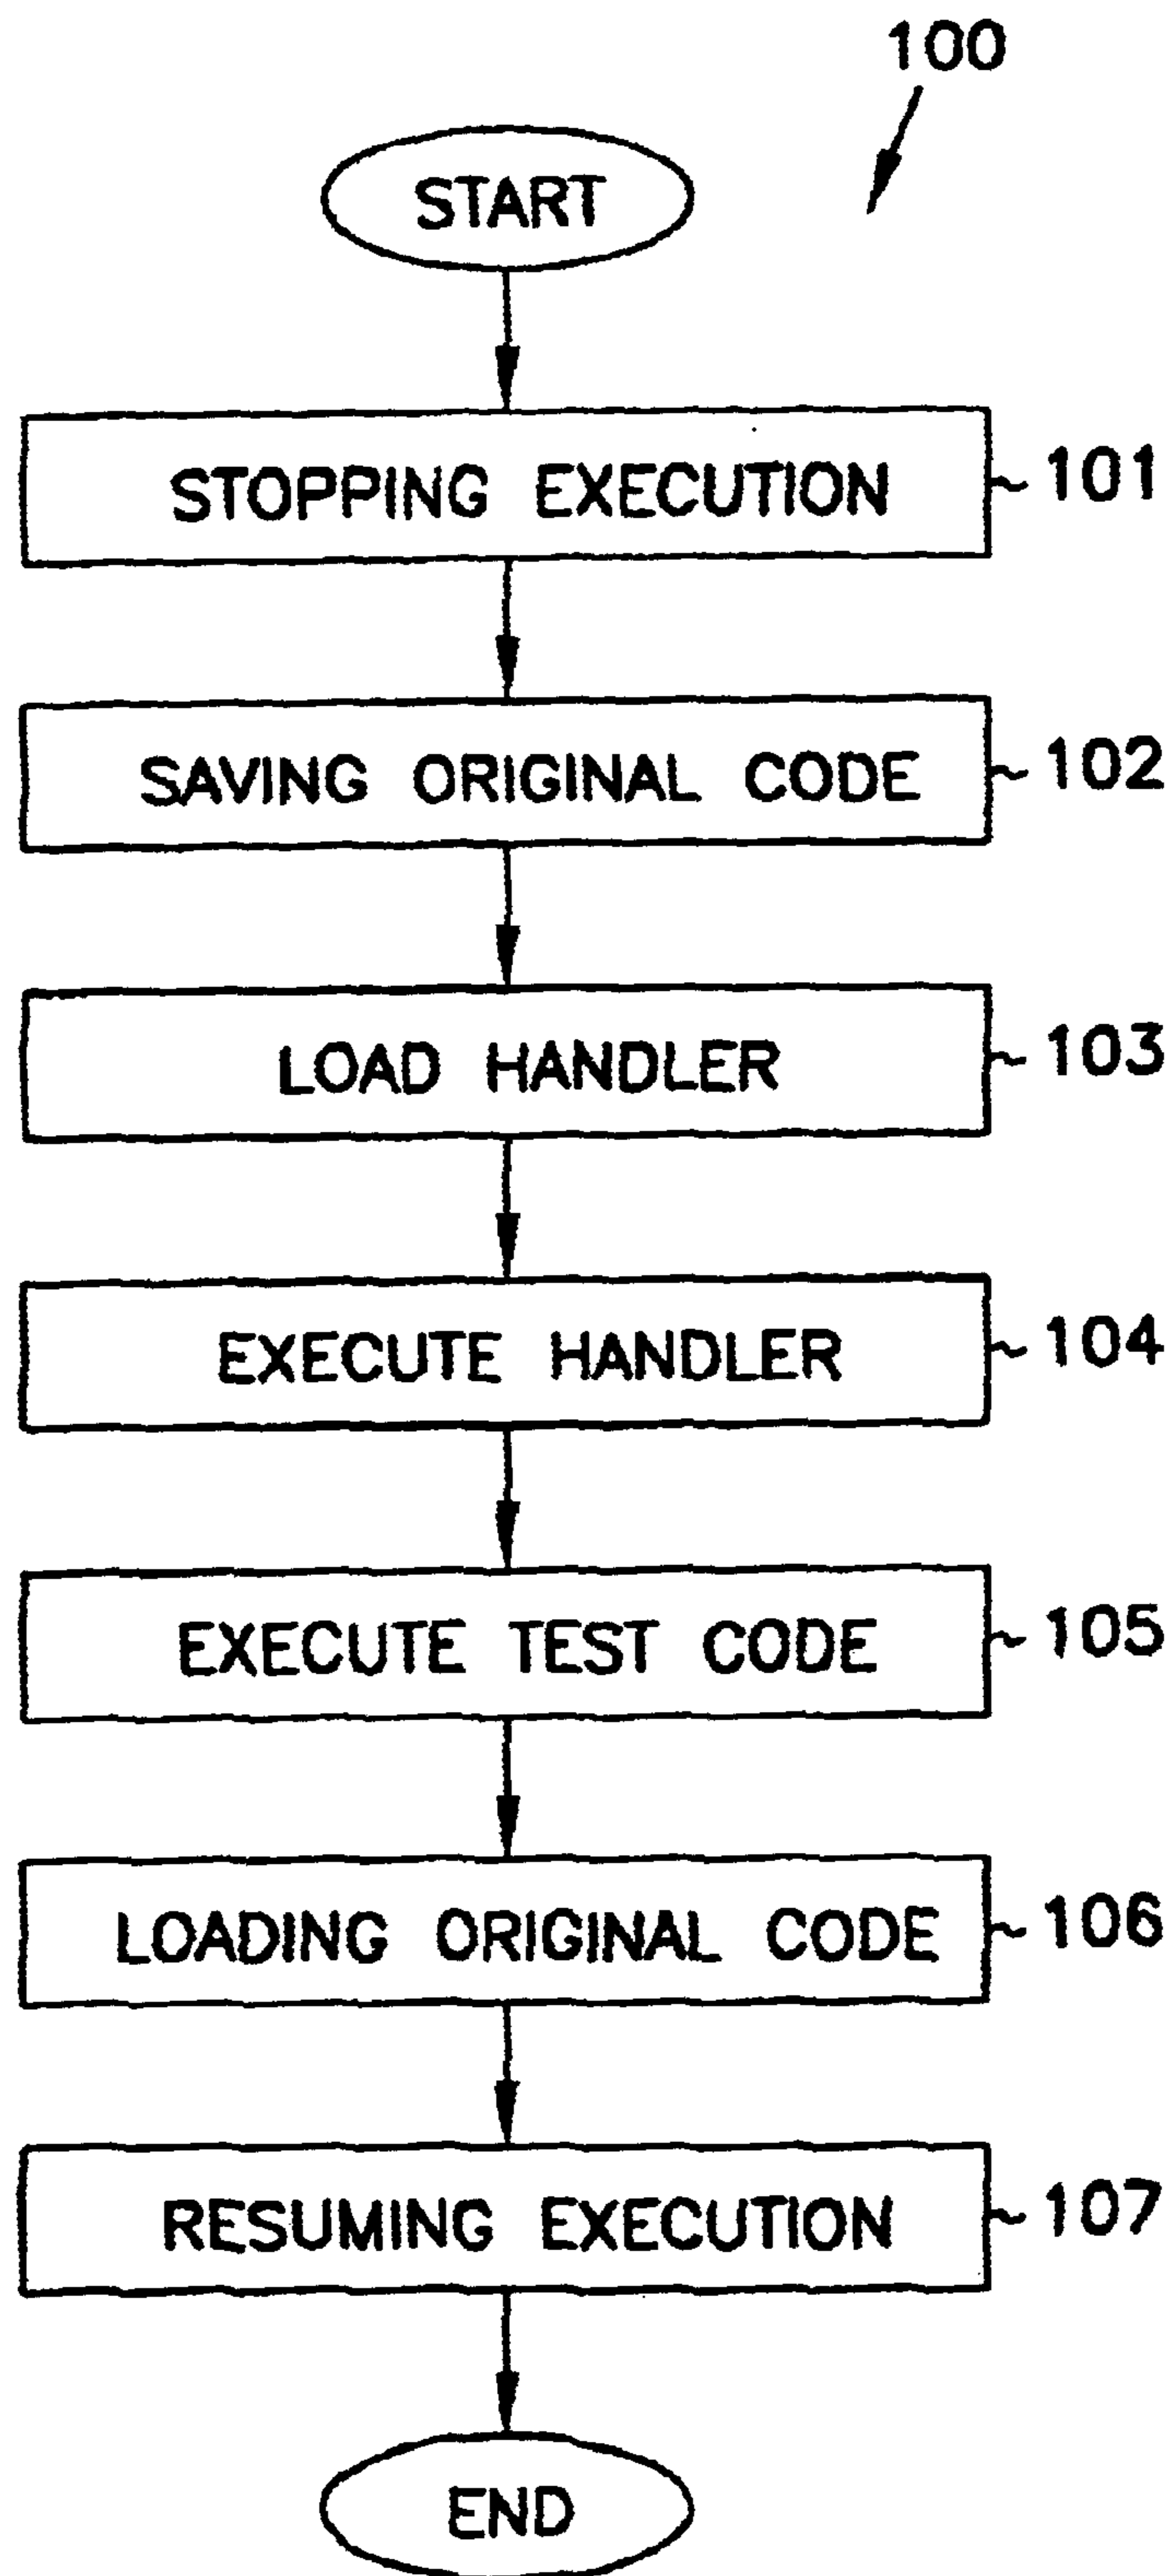 100
START
STOPPING EXECUTION
101
SAVING ORIGINAL CODE
102
LOAD HANDLER
103
EXECUTE HANDLER
104
EXECUTE TEST CODE
105
LOADING ORIGINAL CODE
106
RESUMING EXECUTION
107
END